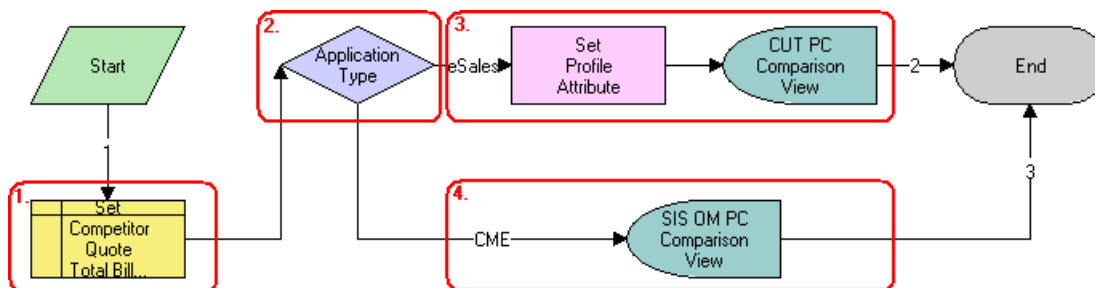 Start
1
1.
Set
Competitor
Quote
Total Bill...
2.
Application
Type
eSales
3.
Set
Profile
Attribute
CUT PC
Comparison
View
2
End
4.
CME
SIS OM PC
Comparison
View
3